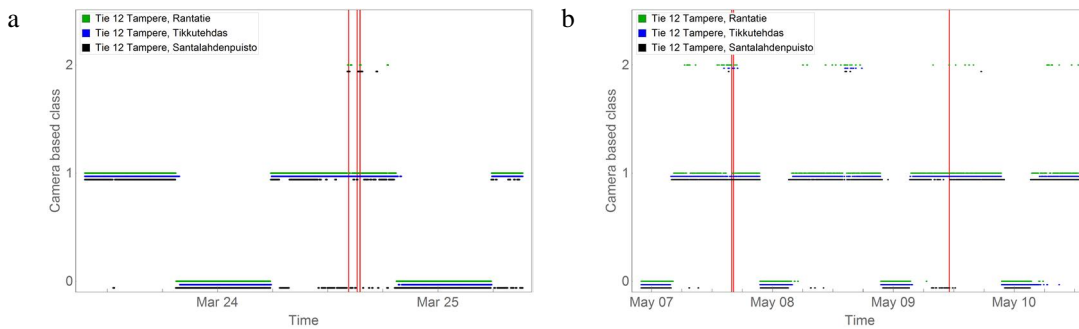 a
Tie 12 Tampere, Rantatie
Tie 12 Tampere, Tikkutehdas
Tie 12 Tampere, Santalahdenpuisto
2
1
0
Camera based class
Mar 24
Mar 25
Time
b
Tie 12 Tampere, Rantatie
Tie 12 Tampere, Tikkutehdas
Tie 12 Tampere, Santalahdenpuisto
2
1
0
Camera based class
May 07
May 08
May 09
May 10
Time